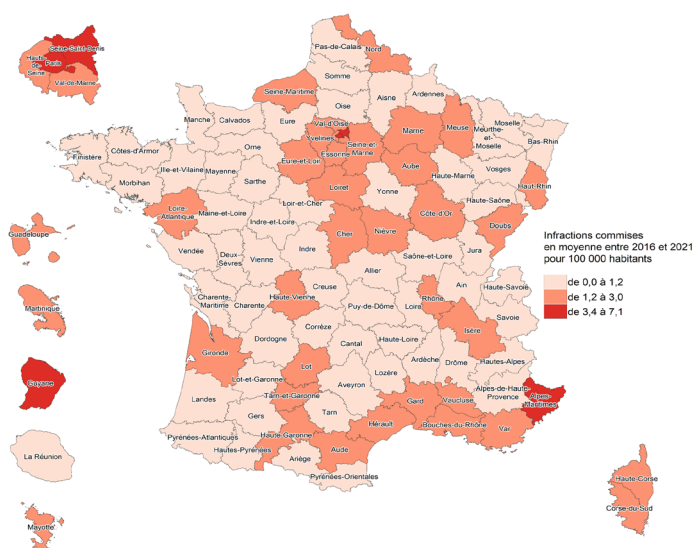 Seine-Saint-Denis
Hauts-
de-
Seine
Paris
Val-de-Marne
Pas-de-Calais
Nord
Somme
Seine-Maritime
Aisne
Ardennes
Oise
Manche
Calvados
Eure
Val-d'Oise
Yvelines
Essonne
Seine-et-
Marne
Marne
Meuse
Meurthe-
et-
Moselle
Moselle
Bas-Rhin
Finistère
Côtes-d'Armor
Orne
Eure-et-Loir
Aube
Vosges
Morbihan
Ille-et-Vilaine
Mayenne
Sarthe
Loiret
Yonne
Haute-Marne
Haut-Rhin
Haute-Saône
Loir-et-Cher
Loire-
Atlantique
Maine-et-Loire
Indre-et-Loire
Côte-d'Or
Doubs
Guadeloupe
Cher
Nièvre
Vendée
Deux-
Sèvres
Vienne
Indre
Saône-et-Loire
Jura
Infractions commises
en moyenne entre 2016 et 2021
pour 100 000 habitants
de 0,0 à 1,2
de 1,2 à 3,0
de 3,4 à 7,1
Allier
Martinique
Charente-
Maritime
Charente
Haute-Vienne
Creuse
Puy-de-Dôme
Loire
Rhône
Ain
Haute-Savoie
Savoie
Corrèze
Isère
Dordogne
Cantal
Haute-Loire
Gironde
Guyane
Lot
Ardèche
Drôme
Hautes-Alpes
Lot-et-Garonne
Aveyron
Lozère
Landes
Tarn-et-Garonne
Gard
Vaucluse
Alpes-de-Haute-
Provence
Alpes-
Maritimes
Gers
Tarn
Hérault
Bouches-du-Rhône
Var
Pyrénées-Atlantiques
Haute-Garonne
Hautes-Pyrénées
Aude
Ariège
Pyrénées-Orientales
La Réunion
Haute-Corse
Corse-du-Sud
Mayotte